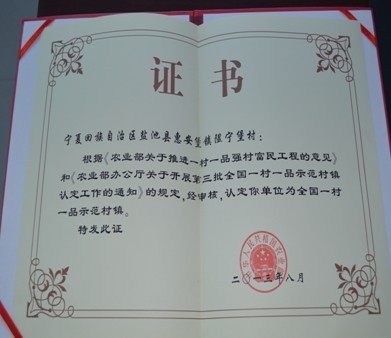 证书
宁夏回族自治区盐池县惠安堡镇隰宁堡村：
根据《农业部关于推进一村一品强村富民工程的意见》
和《农业部办公厅关于开展第三批全国一村一品示范村镇
认定工作的通知》的规定，经审核，认定你单位为全国一村
一品示范村镇。
特发此证
二〇一三年八月